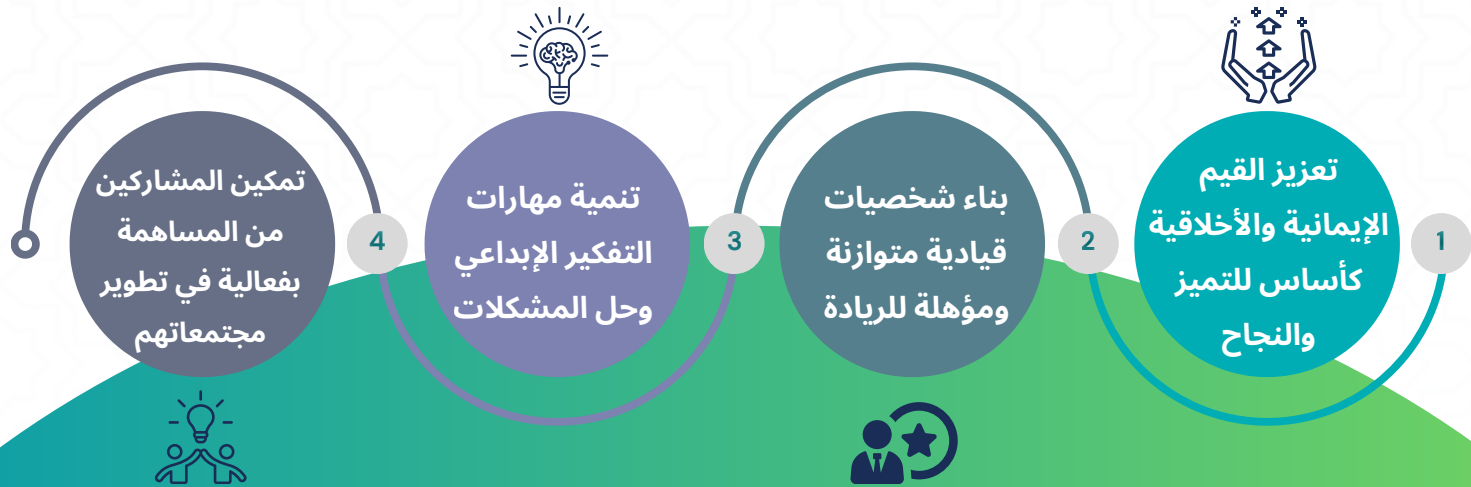 1
تعزيز القيم
الإيمانية والأخلاقية
كأساس للتميز
والنجاح
2
بناء شخصيات
قيادية متوازنة
ومؤهلة للريادة
3
تنمية مهارات
التفكير الإبداعي
وحل المشكلات
4
تمكين المشاركين
من المساهمة
بفعالية في تطوير
مجتمعاتهم